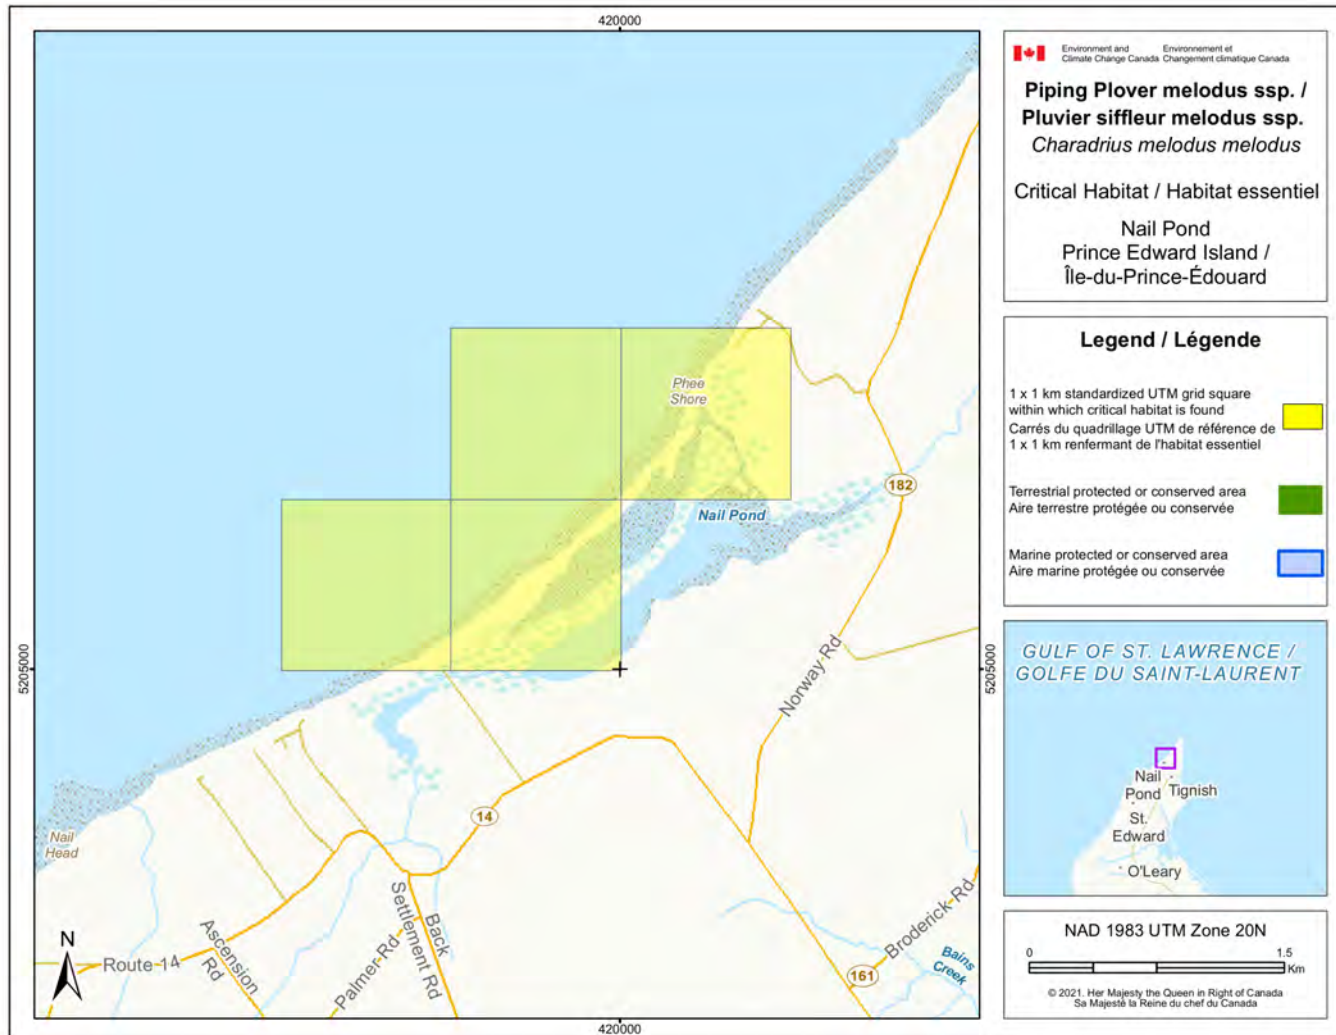 420000
Phee
Shore
Nail Pond
182
5205000
5205000
Norway Rd
14
Nail
Head
Route 14
Ascension
Rd
Palmer Rd
Back
Settlement Rd
Broderick Rd
161
Bains
Creek
N
420000
Environment and
Climate Change Canada
Environnement et
Changement climatique Canada
Piping Plover melodus ssp. /
Pluvier siffleur melodus ssp.
Charadrius melodus melodus
Critical Habitat / Habitat essentiel
Nail Pond
Prince Edward Island /
Île-du-Prince-Édouard
Legend / Légende
1 x 1 km standardized UTM grid square
within which critical habitat is found
Carrés du quadrillage UTM de référence de
1 x 1 km renfermant de l'habitat essentiel
Terrestrial protected or conserved area
Aire terrestre protégée ou conservée
Marine protected or conserved area
Aire marine protégée ou conservée
GULF OF ST. LAWRENCE /
GOLFE DU SAINT-LAURENT
Nail
Pond
Tignish
St.
Edward
O'Leary
NAD 1983 UTM Zone 20N
0 1.5
Km
© 2021. Her Majesty the Queen in Right of Canada
Sa Majesté la Reine du chef du Canada